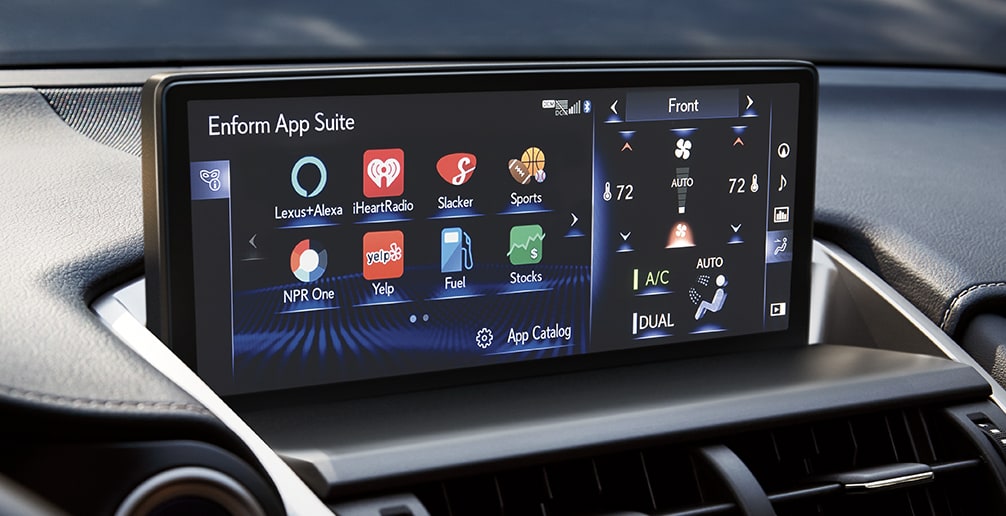 Enform App Suite
DCM
Front
Lexus+Alexa
iHeartRadio
Slacker
Sports
72
AUTO
72
yelp
NPR One
Yelp
Fuel
$
Stocks
A/C
AUTO
DUAL
App Catalog